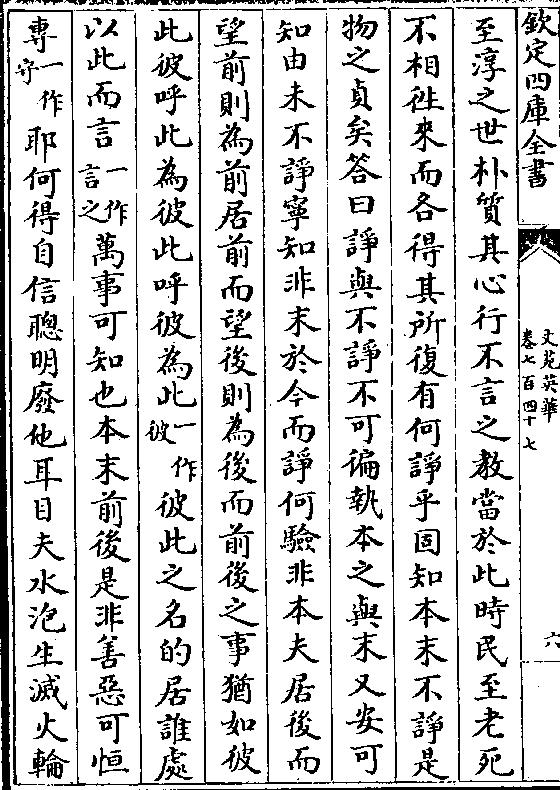 欽定四庫全書
文苑英華
卷七百四十七
六
至淳之世朴質其心行不言之教當於此時民至老死
不相徃來而各得其所復有何諍乎固知本末不諍是
物之貞矣答曰諍與不諍不可徧執本之與末又安可
知由未不諍寧知非末於今而諍何驗非本夫居後而
望前則為前居前而望後則為後而前後之事猶如彼
此彼呼此為彼此呼彼為此一作彼彼此之名的居誰處
以此而言一作言之萬事可知也本末前後是非善惡可恒
專一作守耶何得自信聰明廢他耳目夫水泡生滅火輪